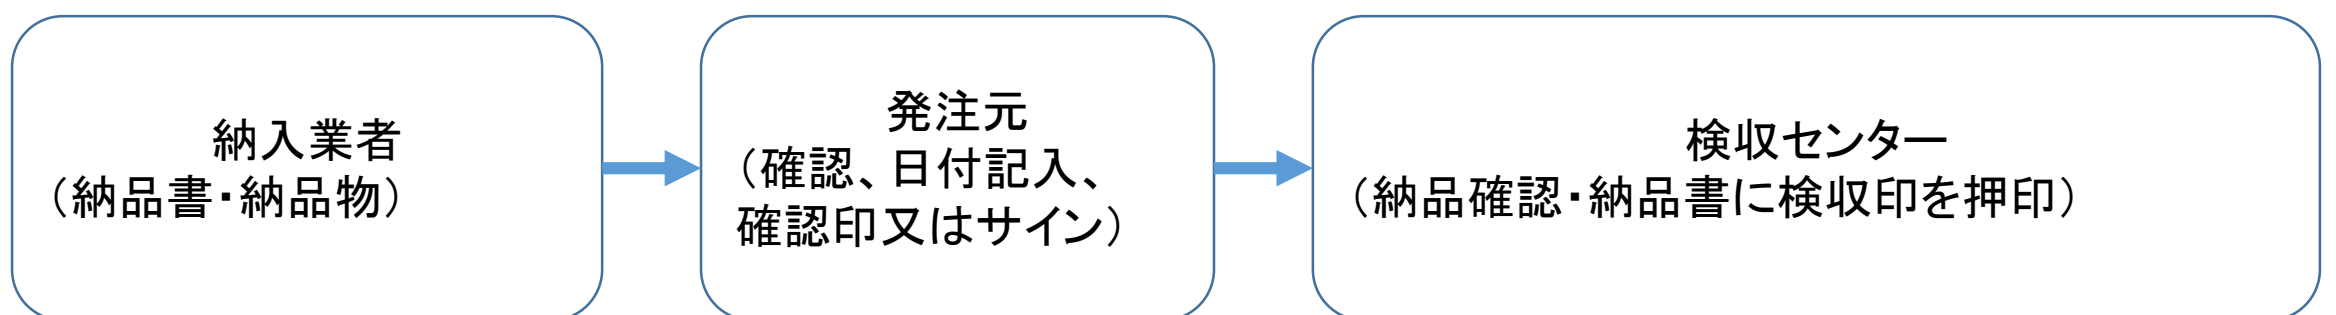 納入業者
（納品書・納品物）
発注元
（確認、日付記入、
確認印又はサイン）
検収センター
（納品確認・納品書に検収印を押印）